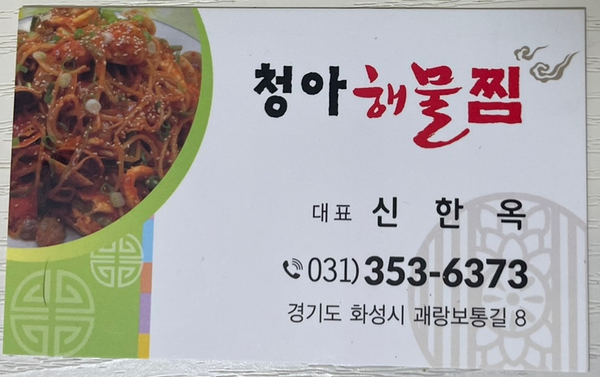 청아해물찜
대표 신한옥
031)353-6373
경기도 화성시 괘랑보통길 8